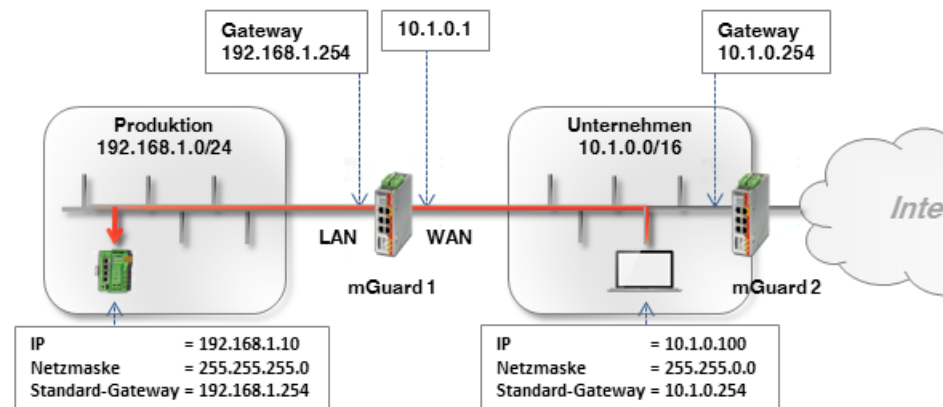 Gateway
192.168.1.254
10.1.0.1
Gateway
10.1.0.254
Produktion
192.168.1.0/24
Unternehmen
10.1.0.0/16
LAN
WAN
mGuard 1
mGuard 2
Inte
IP = 192.168.1.10
Netzmaske = 255.255.255.0
Standard-Gateway = 192.168.1.254
IP = 10.1.0.100
Netzmaske = 255.255.0.0
Standard-Gateway = 10.1.0.254